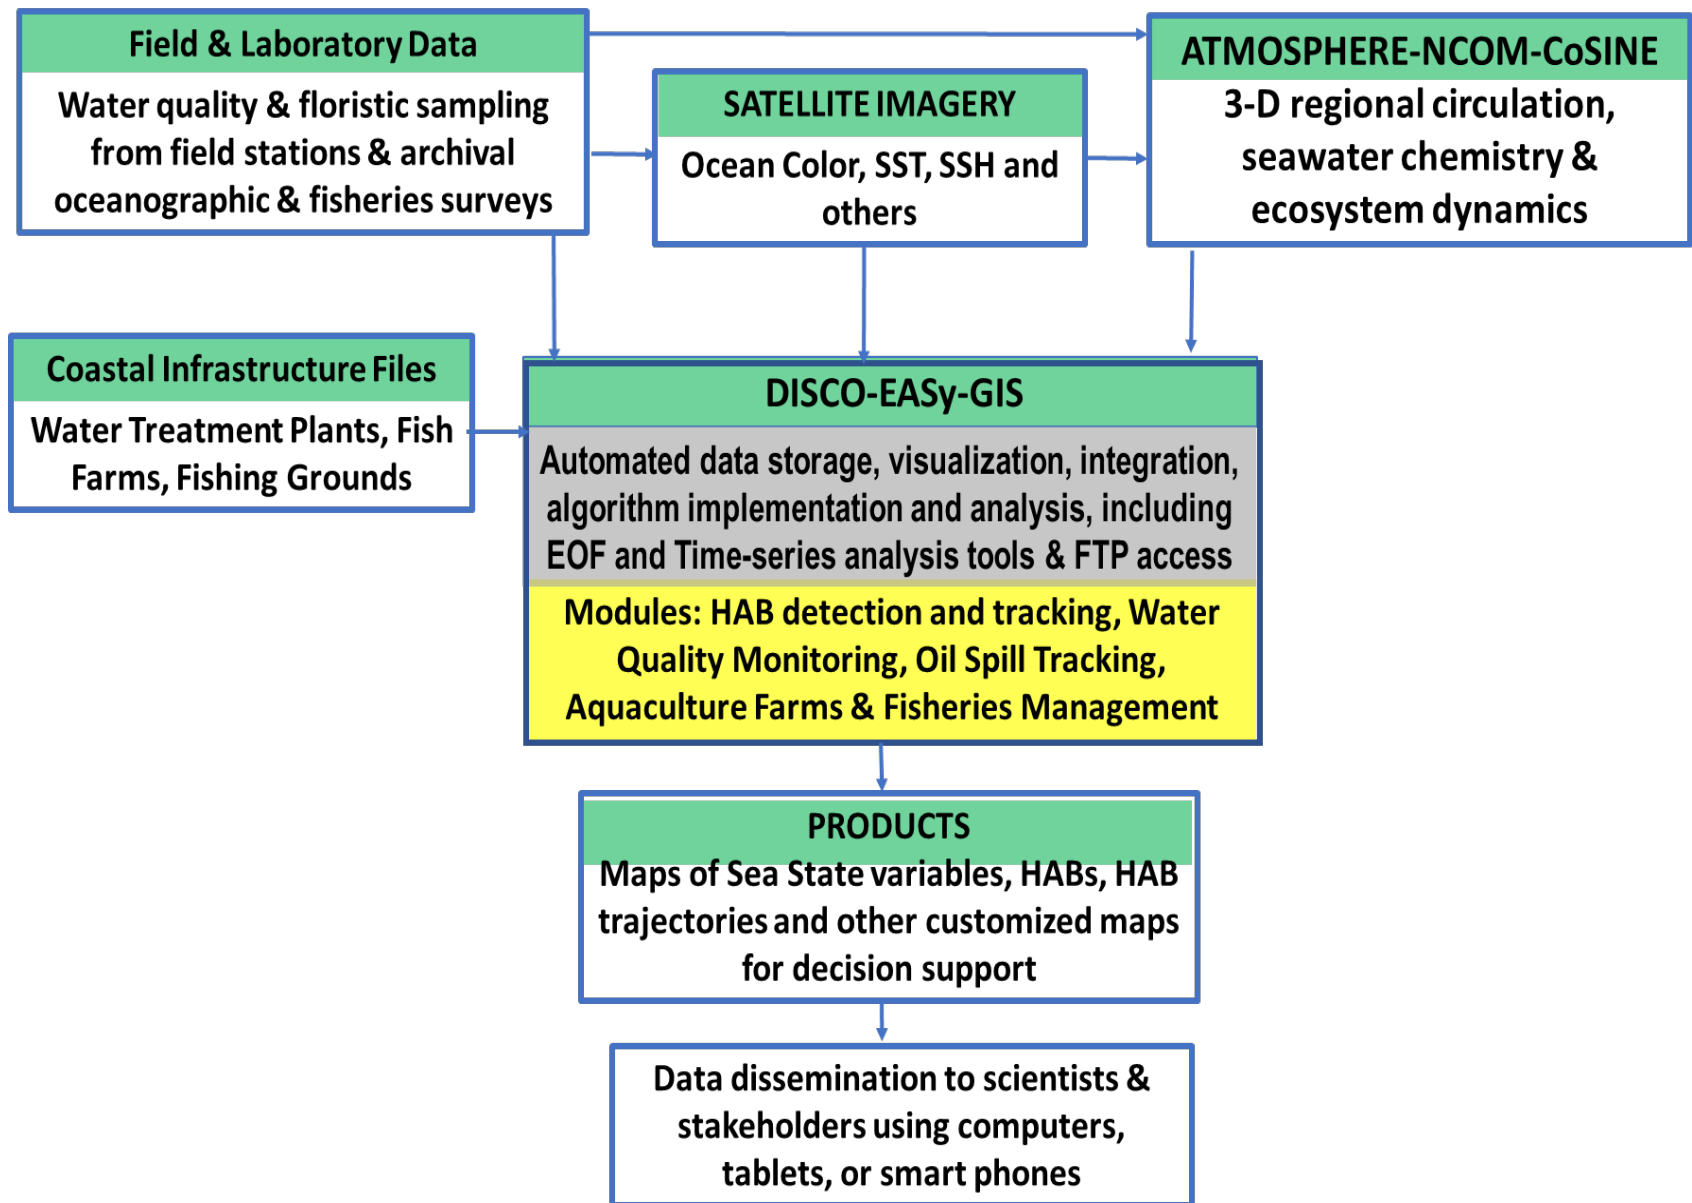 Field & Laboratory Data
Water quality & floristic sampling
from field stations & archival
oceanographic & fisheries surveys
SATELLITE IMAGERY
Ocean Color, SST, SSH and
others
ATMOSPHERE-NCOM-CoSINE
3-D regional circulation,
seawater chemistry &
ecosystem dynamics
Coastal Infrastructure Files
Water Treatment Plants, Fish
Farms, Fishing Grounds
DISCO-EASy-GIS
Automated data storage, visualization, integration,
algorithm implementation and analysis, including
EOF and Time-series analysis tools & FTP access
Modules: HAB detection and tracking, Water
Quality Monitoring, Oil Spill Tracking,
Aquaculture Farms & Fisheries Management
PRODUCTS
Maps of Sea State variables, HABs, HAB
trajectories and other customized maps
for decision support
Data dissemination to scientists &
stakeholders using computers,
tablets, or smart phones